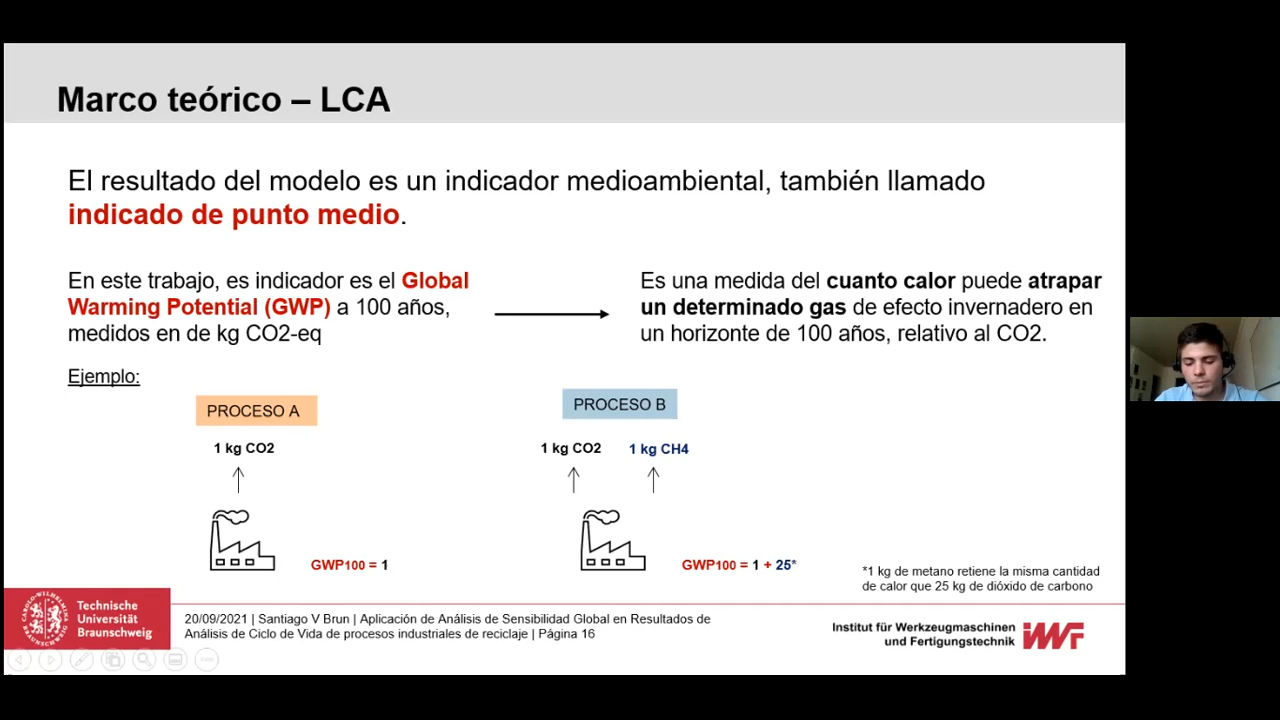 Marco teórico – LCA
El resultado del modelo es un indicador medioambiental, también llamado
indicado de punto medio.
En este trabajo, es indicador es el Global
Warming Potential (GWP) a 100 años,
medidos en de kg CO2-eq
Es una medida del cuanto calor puede atrapar
un determinado gas de efecto invernadero en
un horizonte de 100 años, relativo al CO2.
Ejemplo:
PROCESO A
1 kg CO2
GWP100 = 1
PROCESO B
1 kg CO2 1 kg CH4
GWP100 = 1 + 25*
*1 kg de metano retiene la misma cantidad
de calor que 25 kg de dióxido de carbono
Technische
Universität
Braunschweig
20/09/2021 | Santiago V Brun | Aplicación de Análisis de Sensibilidad Global en Resultados de
Análisis de Ciclo de Vida de procesos industriales de reciclaje | Página 16
Institut für Werkzeugmaschinen
und Fertigungstechnik
iWF